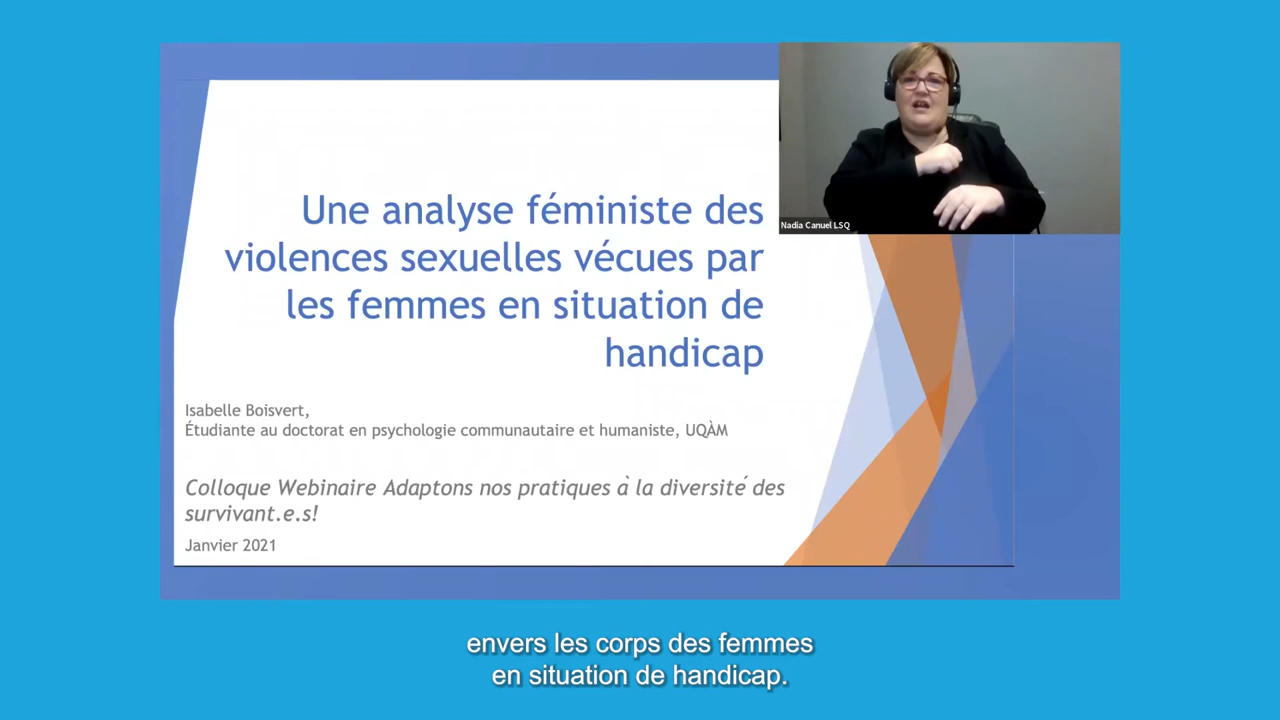 Une analyse féministe des
violences sexuelles vécues par
les femmes en situation de
handicap
Isabelle Boisvert,
Étudiante au doctorat en psychologie communautaire et humaniste, UQÀM
Colloque Webinaire Adaptons nos pratiques à la diversité des
survivant.e.s!
Janvier 2021
Nadia Canuel LSQ
envers les corps des femmes
en situation de handicap.